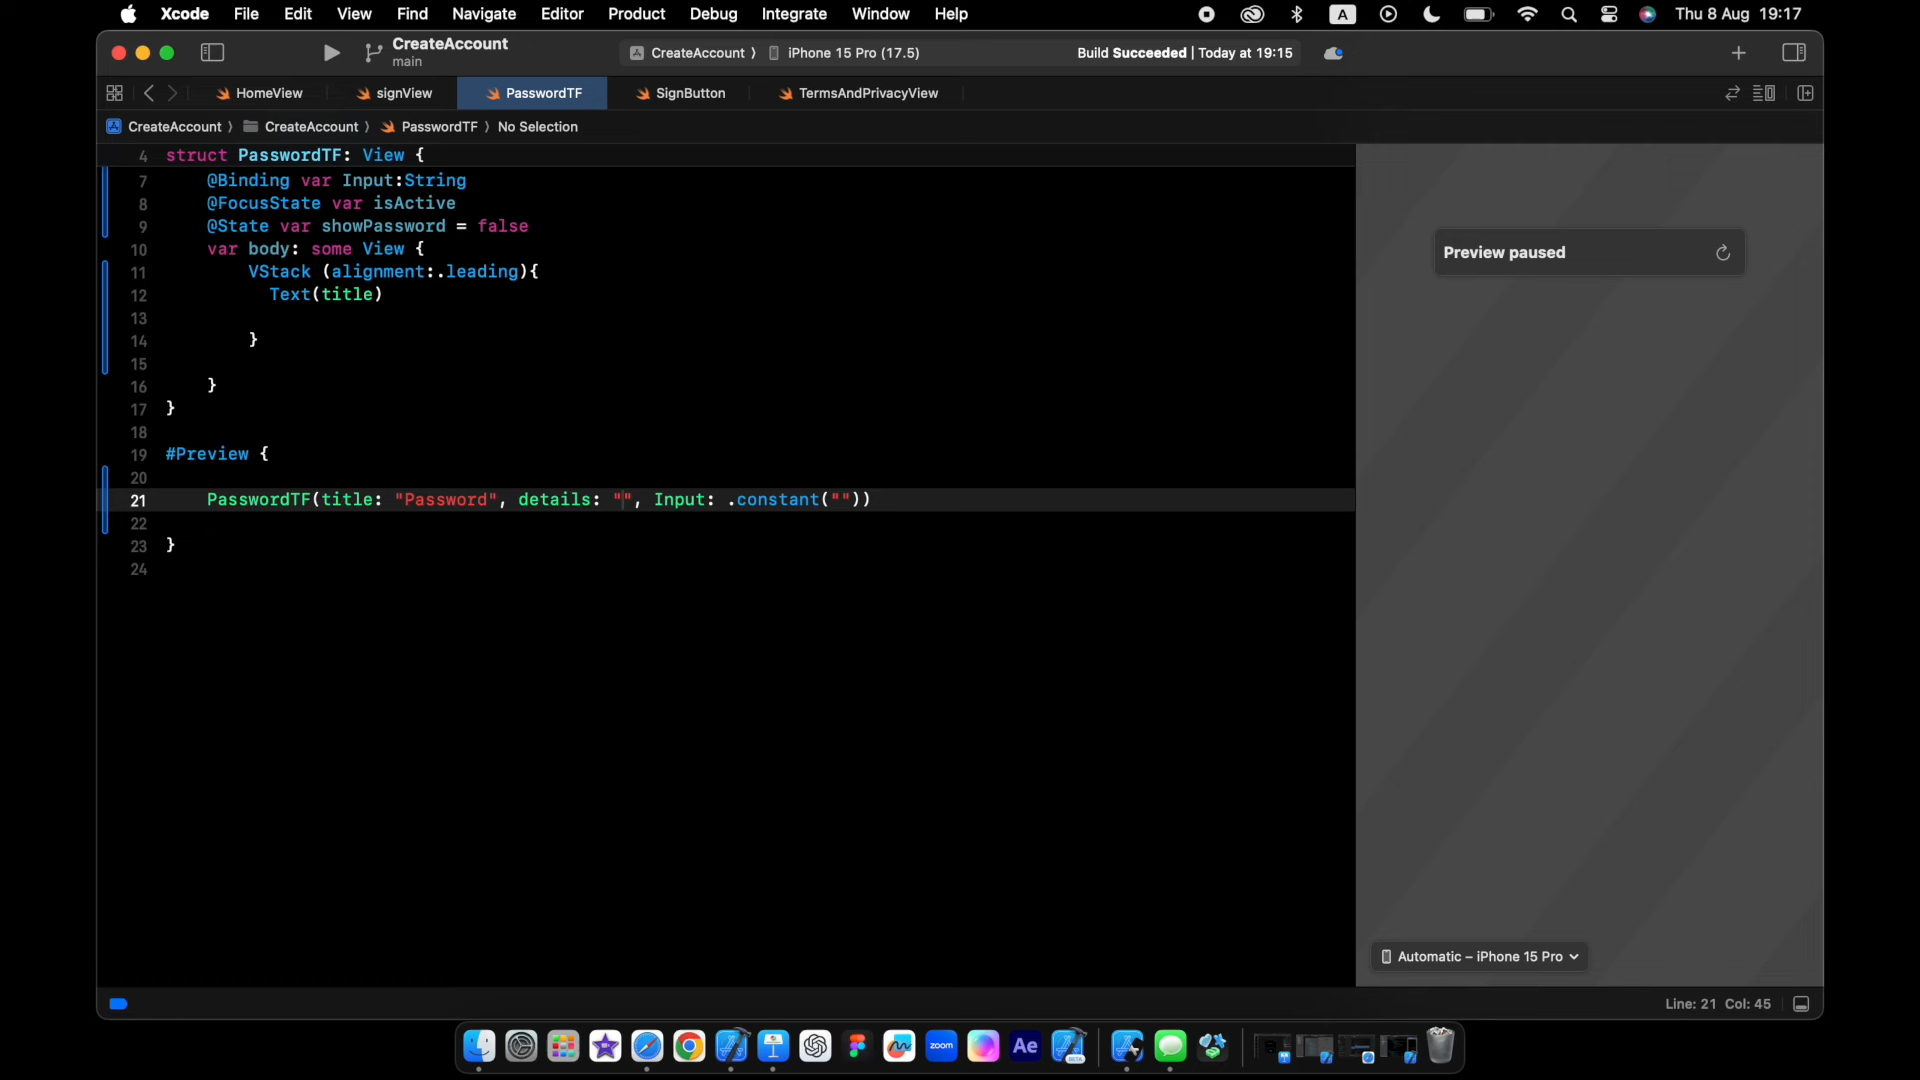 Xcode File Edit View Find Navigate Editor Product Debug Integrate Window Help A Thu 8 Aug 19:17
CreateAccount
main
CreateAccount 〉 iPhone 15 Pro (17.5) Build Succeeded | Today at 19:15
HomeView signView PasswordTF SignButton TermsAndPrivacyView
CreateAccount 〉 CreateAccount 〉 PasswordTF 〉 No Selection
4 struct PasswordTF: View {
7 @Binding var Input:String
8 @FocusState var isActive
9 @State var showPassword = false
10 var body: some View {
11 VStack (alignment:.leading){
12 Text(title)
13
14 }
15
16 }
17 }
18
19 #Preview {
20
21 PasswordTF(title: "Password", details: "", Input: .constant(""))
22
23 }
24
Preview paused
Automatic – iPhone 15 Pro
Line: 21 Col: 45
zoom Ae BETA